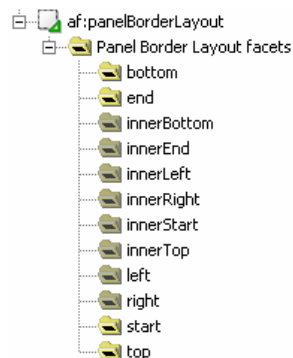 af:panelBorderLayout
Panel Border Layout facets
bottom
end
innerBottom
innerEnd
innerLeft
innerRight
innerStart
innerTop
left
right
start
top